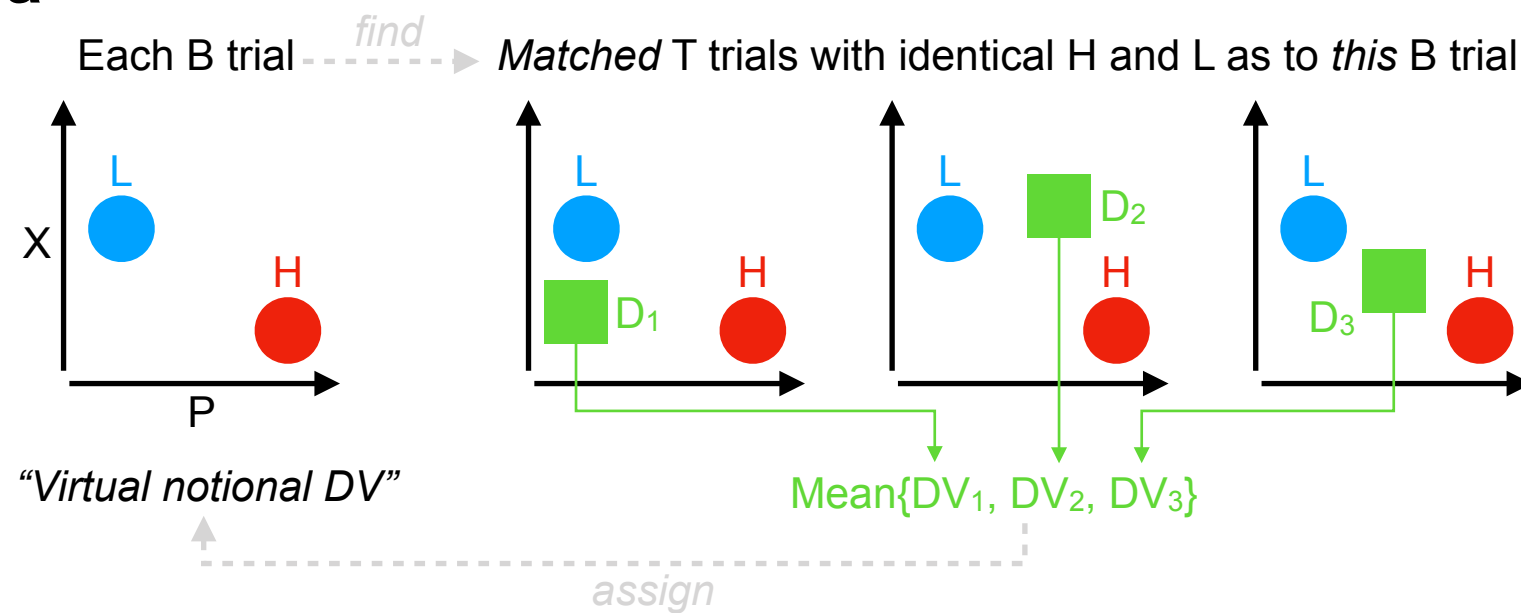 a
find
Each B trial Matched T trials with identical H and L as to this B trial
L L L L
D₂
X
H H H H
D₁ D₃
P
“Virtual notional DV” Mean{DV₁, DV₂, DV₃}
assign